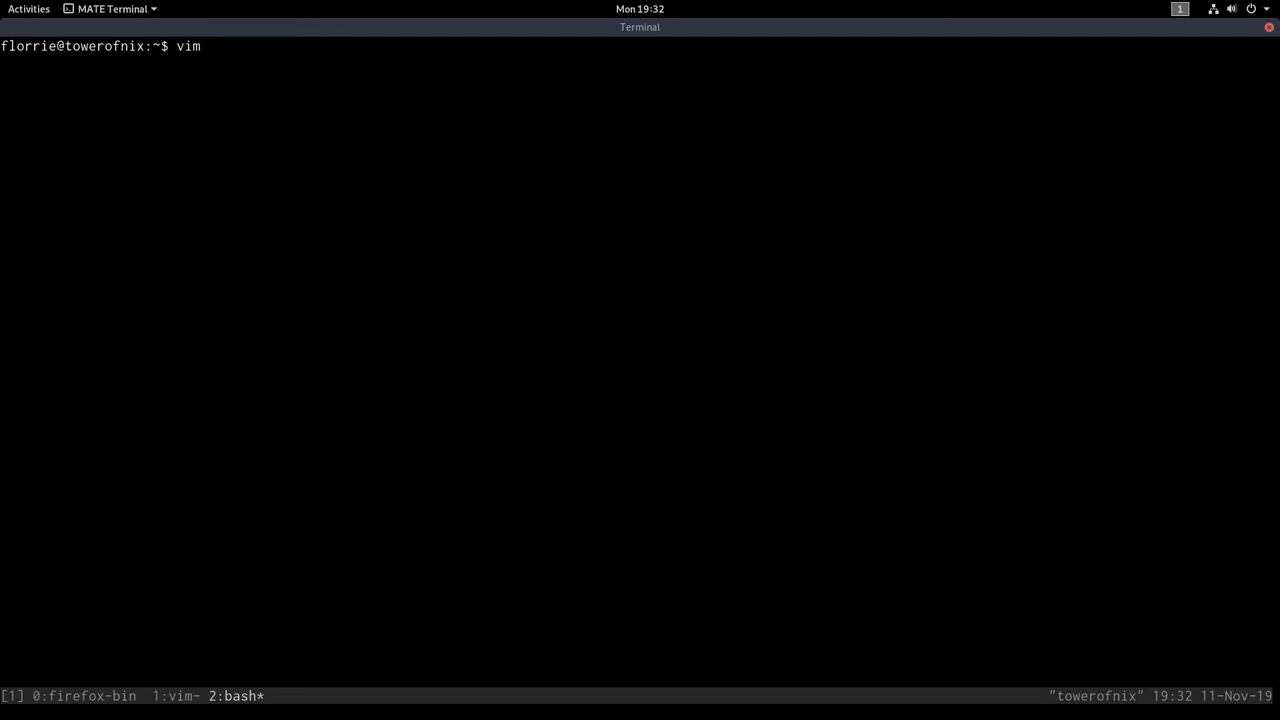 Activities MATE Terminal Mon 19:32 1
Terminal
florrie@towerofnix:~$ vim
[1] 0:firefox-bin 1:vim- 2:bash* "towerofnix" 19:32 11-Nov-19